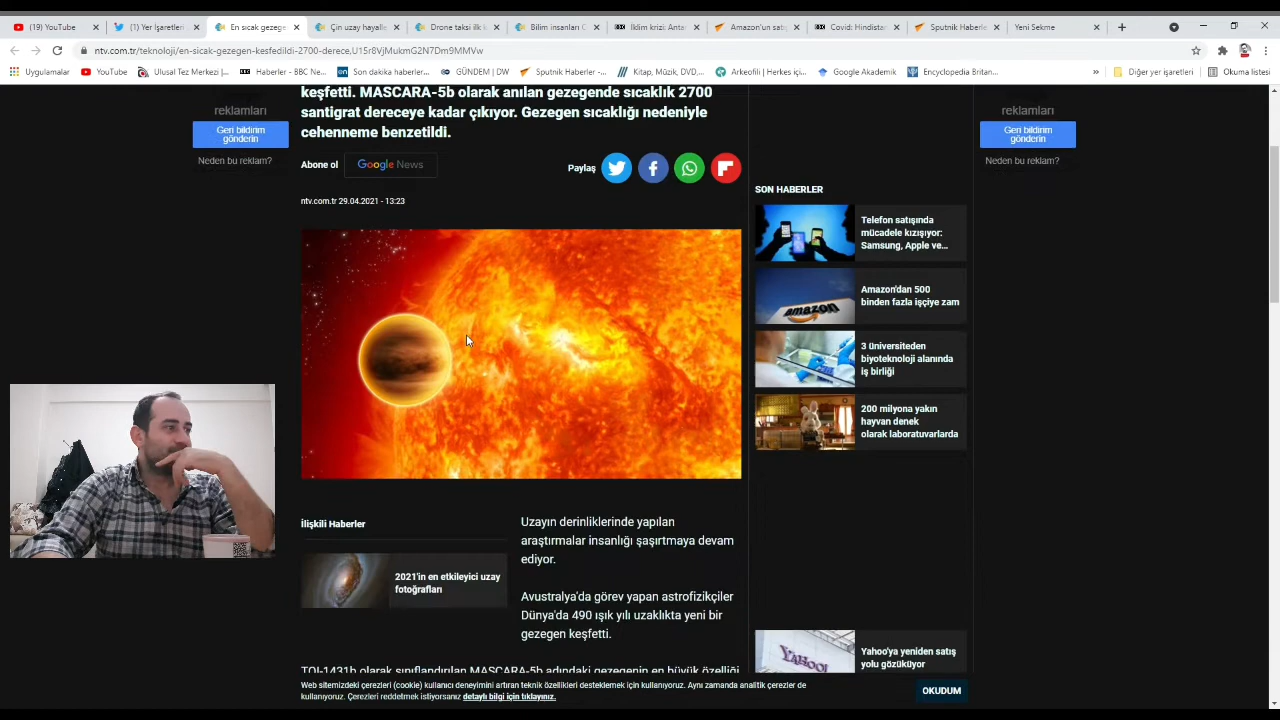 (19) YouTube
(1) Yer İşaretleri
En sıcak gezege
Çin uzay hayalle
Drone taksi ilk k
Bilim insanları
İklim krizi: Anta
Amazon'un satış
Covid: Hindistan
Sputnik Haberle
Yeni Sekme
ntv.com.tr/teknoloji/en-sicak-gezegen-kesfedildi-2700-derece,U15r8VjMukmG2N7Dm9MMVw
Uygulamalar
YouTube
Ulusal Tez Merkezi |...
Haberler - BBC Ne...
Son dakika haberler...
GÜNDEM | DW
Sputnik Haberler -...
Kitap, Müzik, DVD,...
Arkeofili | Herkes içi...
Google Akademik
Encyclopedia Britan...
»
Diğer yer işaretleri
Okuma listesi
reklamları
Geri bildirim
gönderin
Neden bu reklam?
keşfetti. MASCARA-5b olarak anılan gezegende sıcaklık 2700
santigrat dereceye kadar çıkıyor. Gezegen sıcaklığı nedeniyle
cehenneme benzetildi.
Abone ol
Google News
Paylaş
ntv.com.tr 29.04.2021 - 13:23
İlişkili Haberler
2021'in en etkileyici uzay
fotoğrafları
Uzayın derinliklerinde yapılan
araştırmalar insanlığı şaşırtmaya devam
ediyor.
Avustralya'da görev yapan astrofizikçiler
Dünya'da 490 ışık yılı uzaklıkta yeni bir
gezegen keşfetti.
TOI-1431b olarak sınıflandırılan MASCARA-5b adındaki gezegenin en büyük özelliği
SON HABERLER
Telefon satışında
mücadele kızışıyor:
Samsung, Apple ve...
amazon
Amazon'dan 500
binden fazla işçiye zam
3 üniversiteden
biyoteknoloji alanında
iş birliği
200 milyona yakın
hayvan denek
olarak laboratuvarlarda
YAHOO!
Yahoo'ya yeniden satış
yolu gözüküyor
reklamları
Geri bildirim
gönderin
Neden bu reklam?
Web sitemizdeki çerezleri (cookie) kullanıcı deneyimini artıran teknik özellikleri desteklemek için kullanıyoruz. Aynı zamanda analitik çerezler de
kullanıyoruz. Çerezleri reddetmek istiyorsanız detaylı bilgi için tıklayınız.
OKUDUM